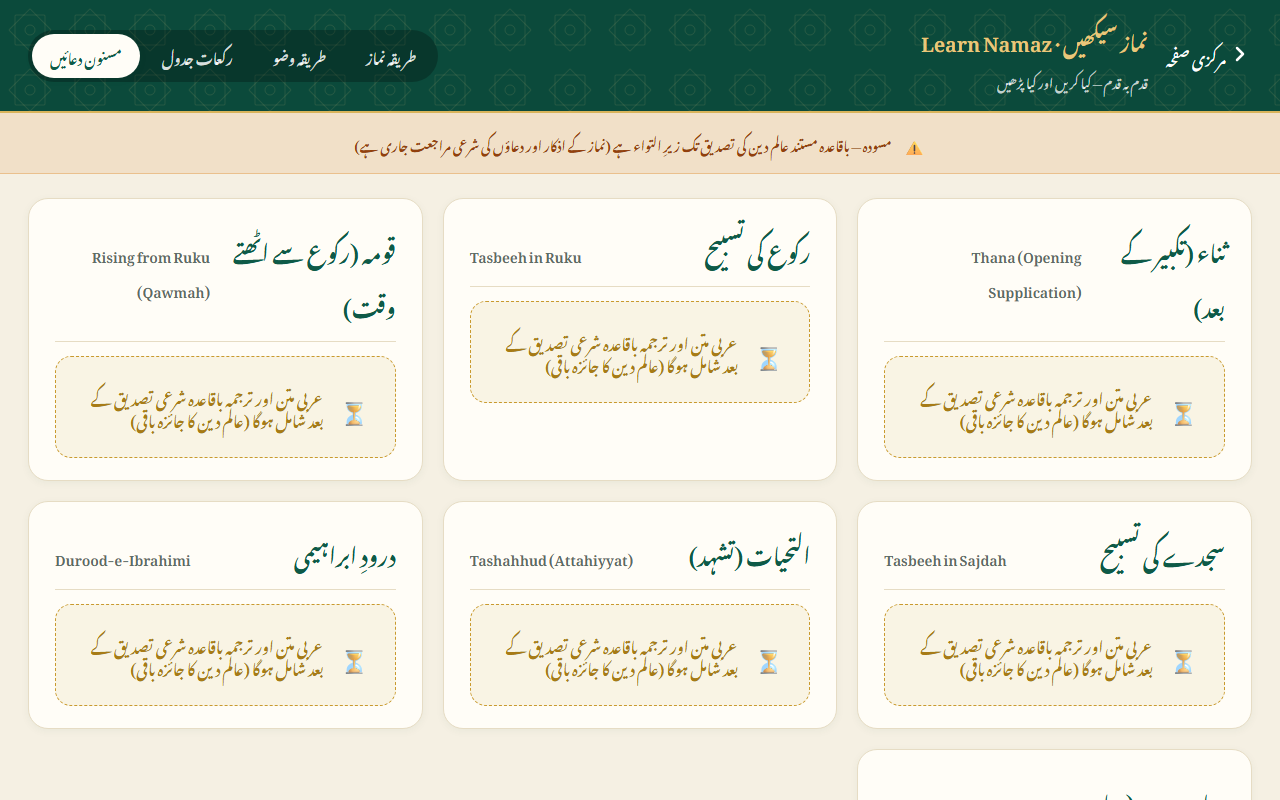 مرکزی صفحہ
نماز سیکھیں · Learn Namaz
قدم بہ قدم — کیا کریں اور کیا پڑھیں
طریقہ نماز
طریقہ وضو
رکعات جدول
مسنون دعائیں
⚠️ مسودہ — باقاعدہ مستند عالم دین کی تصدیق تک زیرِ التواء ہے (نماز کے اذکار اور دعاؤں کی شرعی مراجعت جاری ہے)
ثناء (تکبیر کے
بعد)
Thana (Opening
Supplication)
⏳ عربی متن اور ترجمہ باقاعدہ شرعی تصدیق کے
بعد شامل ہوگا (عالم دین کا جائزہ باقی)
رکوع کی تسبیح
Tasbeeh in Ruku
⏳ عربی متن اور ترجمہ باقاعدہ شرعی تصدیق کے
بعد شامل ہوگا (عالم دین کا جائزہ باقی)
قومہ (رکوع سے اٹھتے
وقت)
Rising from Ruku
(Qawmah)
⏳ عربی متن اور ترجمہ باقاعدہ شرعی تصدیق کے
بعد شامل ہوگا (عالم دین کا جائزہ باقی)
سجدے کی تسبیح
Tasbeeh in Sajdah
⏳ عربی متن اور ترجمہ باقاعدہ شرعی تصدیق کے
بعد شامل ہوگا (عالم دین کا جائزہ باقی)
التحیات (تشہد)
Tashahhud (Attahiyyat)
⏳ عربی متن اور ترجمہ باقاعدہ شرعی تصدیق کے
بعد شامل ہوگا (عالم دین کا جائزہ باقی)
درودِ ابراہیمی
Durood-e-Ibrahimi
⏳ عربی متن اور ترجمہ باقاعدہ شرعی تصدیق کے
بعد شامل ہوگا (عالم دین کا جائزہ باقی)